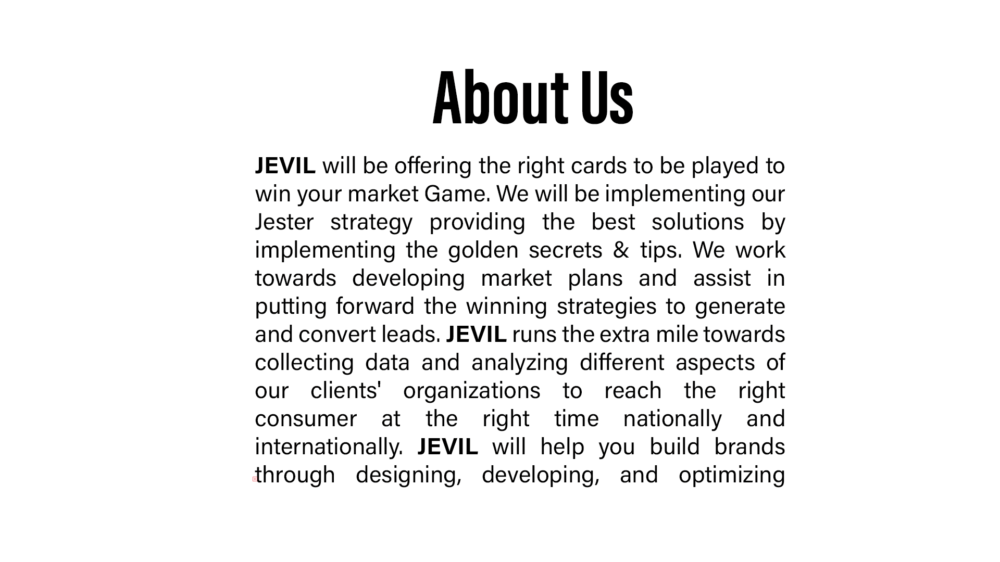 About Us
JEVIL will be offering the right cards to be played to
win your market Game. We will be implementing our
Jester strategy providing the best solutions by
implementing the golden secrets & tips. We work
towards developing market plans and assist in
putting forward the winning strategies to generate
and convert leads. JEVIL runs the extra mile towards
collecting data and analyzing different aspects of
our clients' organizations to reach the right
consumer at the right time nationally and
internationally. JEVIL will help you build brands
through designing, developing, and optimizing